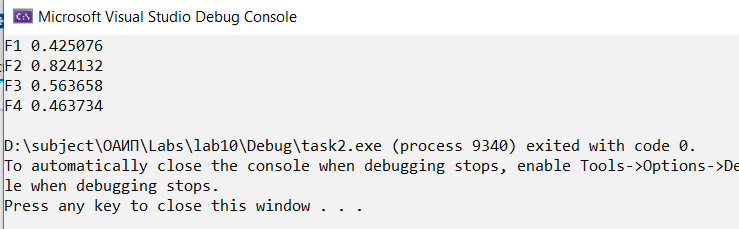 Microsoft Visual Studio Debug Console
F1 0.425076
F2 0.824132
F3 0.563658
F4 0.463734
D:\subject\ОАИП\Labs\lab10\Debug\task2.exe (process 9340) exited with code 0.
To automatically close the console when debugging stops, enable Tools->Options->De
le when debugging stops.
Press any key to close this window . . .